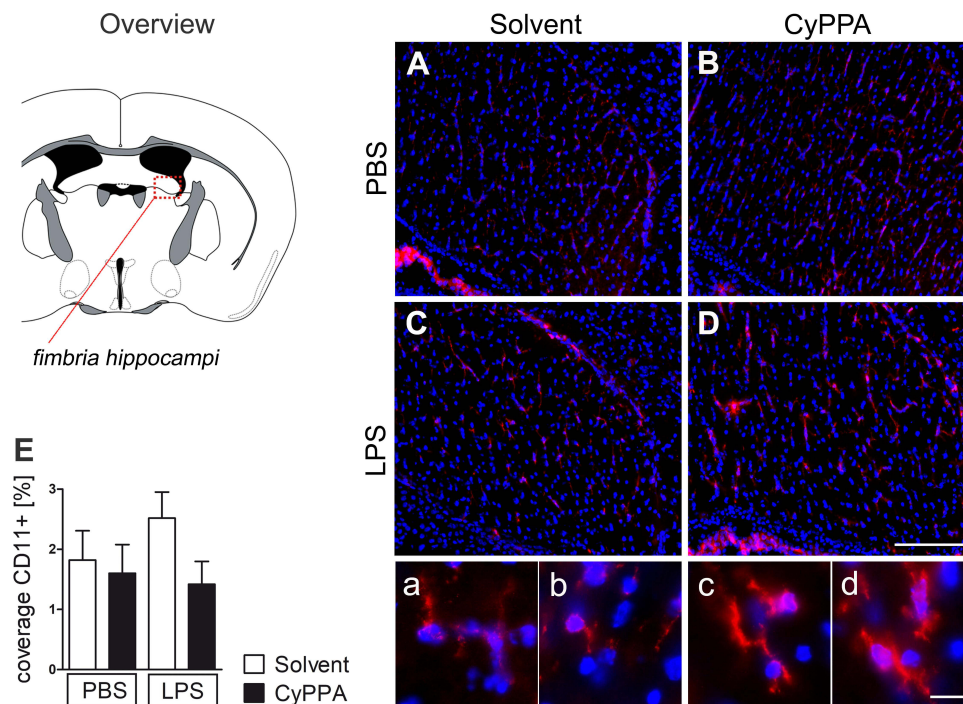 Overview
Solvent
CyPPA
PBS
LPS
A
B
C
D
a
b
c
d
fimbria hippocampi
E
coverage CD11+ [%]
3
2
1
0
PBS
LPS
Solvent
CyPPA